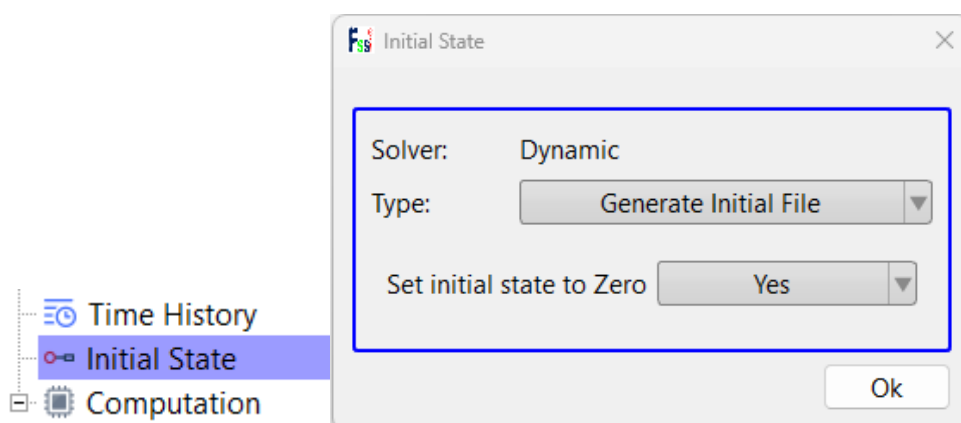 Fss Initial State
Solver: Dynamic
Type: Generate Initial File
Set initial state to Zero Yes
Ok
Time History
Initial State
Computation